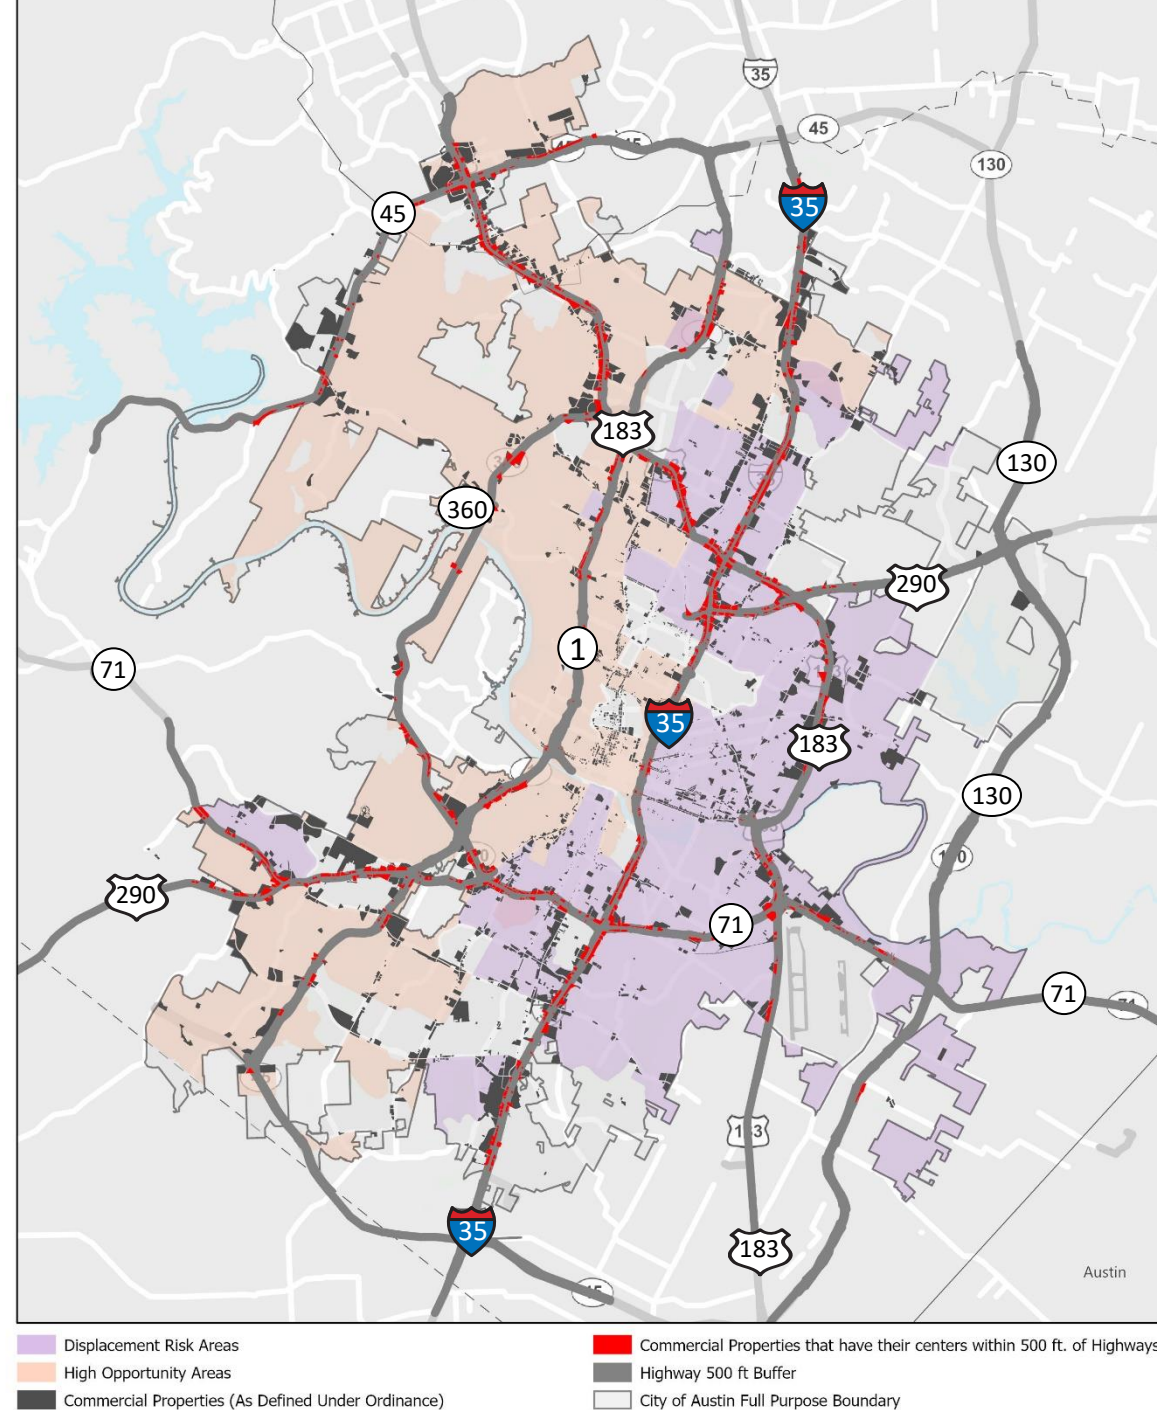 35
45
130
35
45
183
130
360
290
1
71
35
183
130
290
71
71
183
35
183
Austin
Displacement Risk Areas
High Opportunity Areas
Commercial Properties (As Defined Under Ordinance)
Commercial Properties that have their centers within 500 ft. of Highways
Highway 500 ft Buffer
City of Austin Full Purpose Boundary